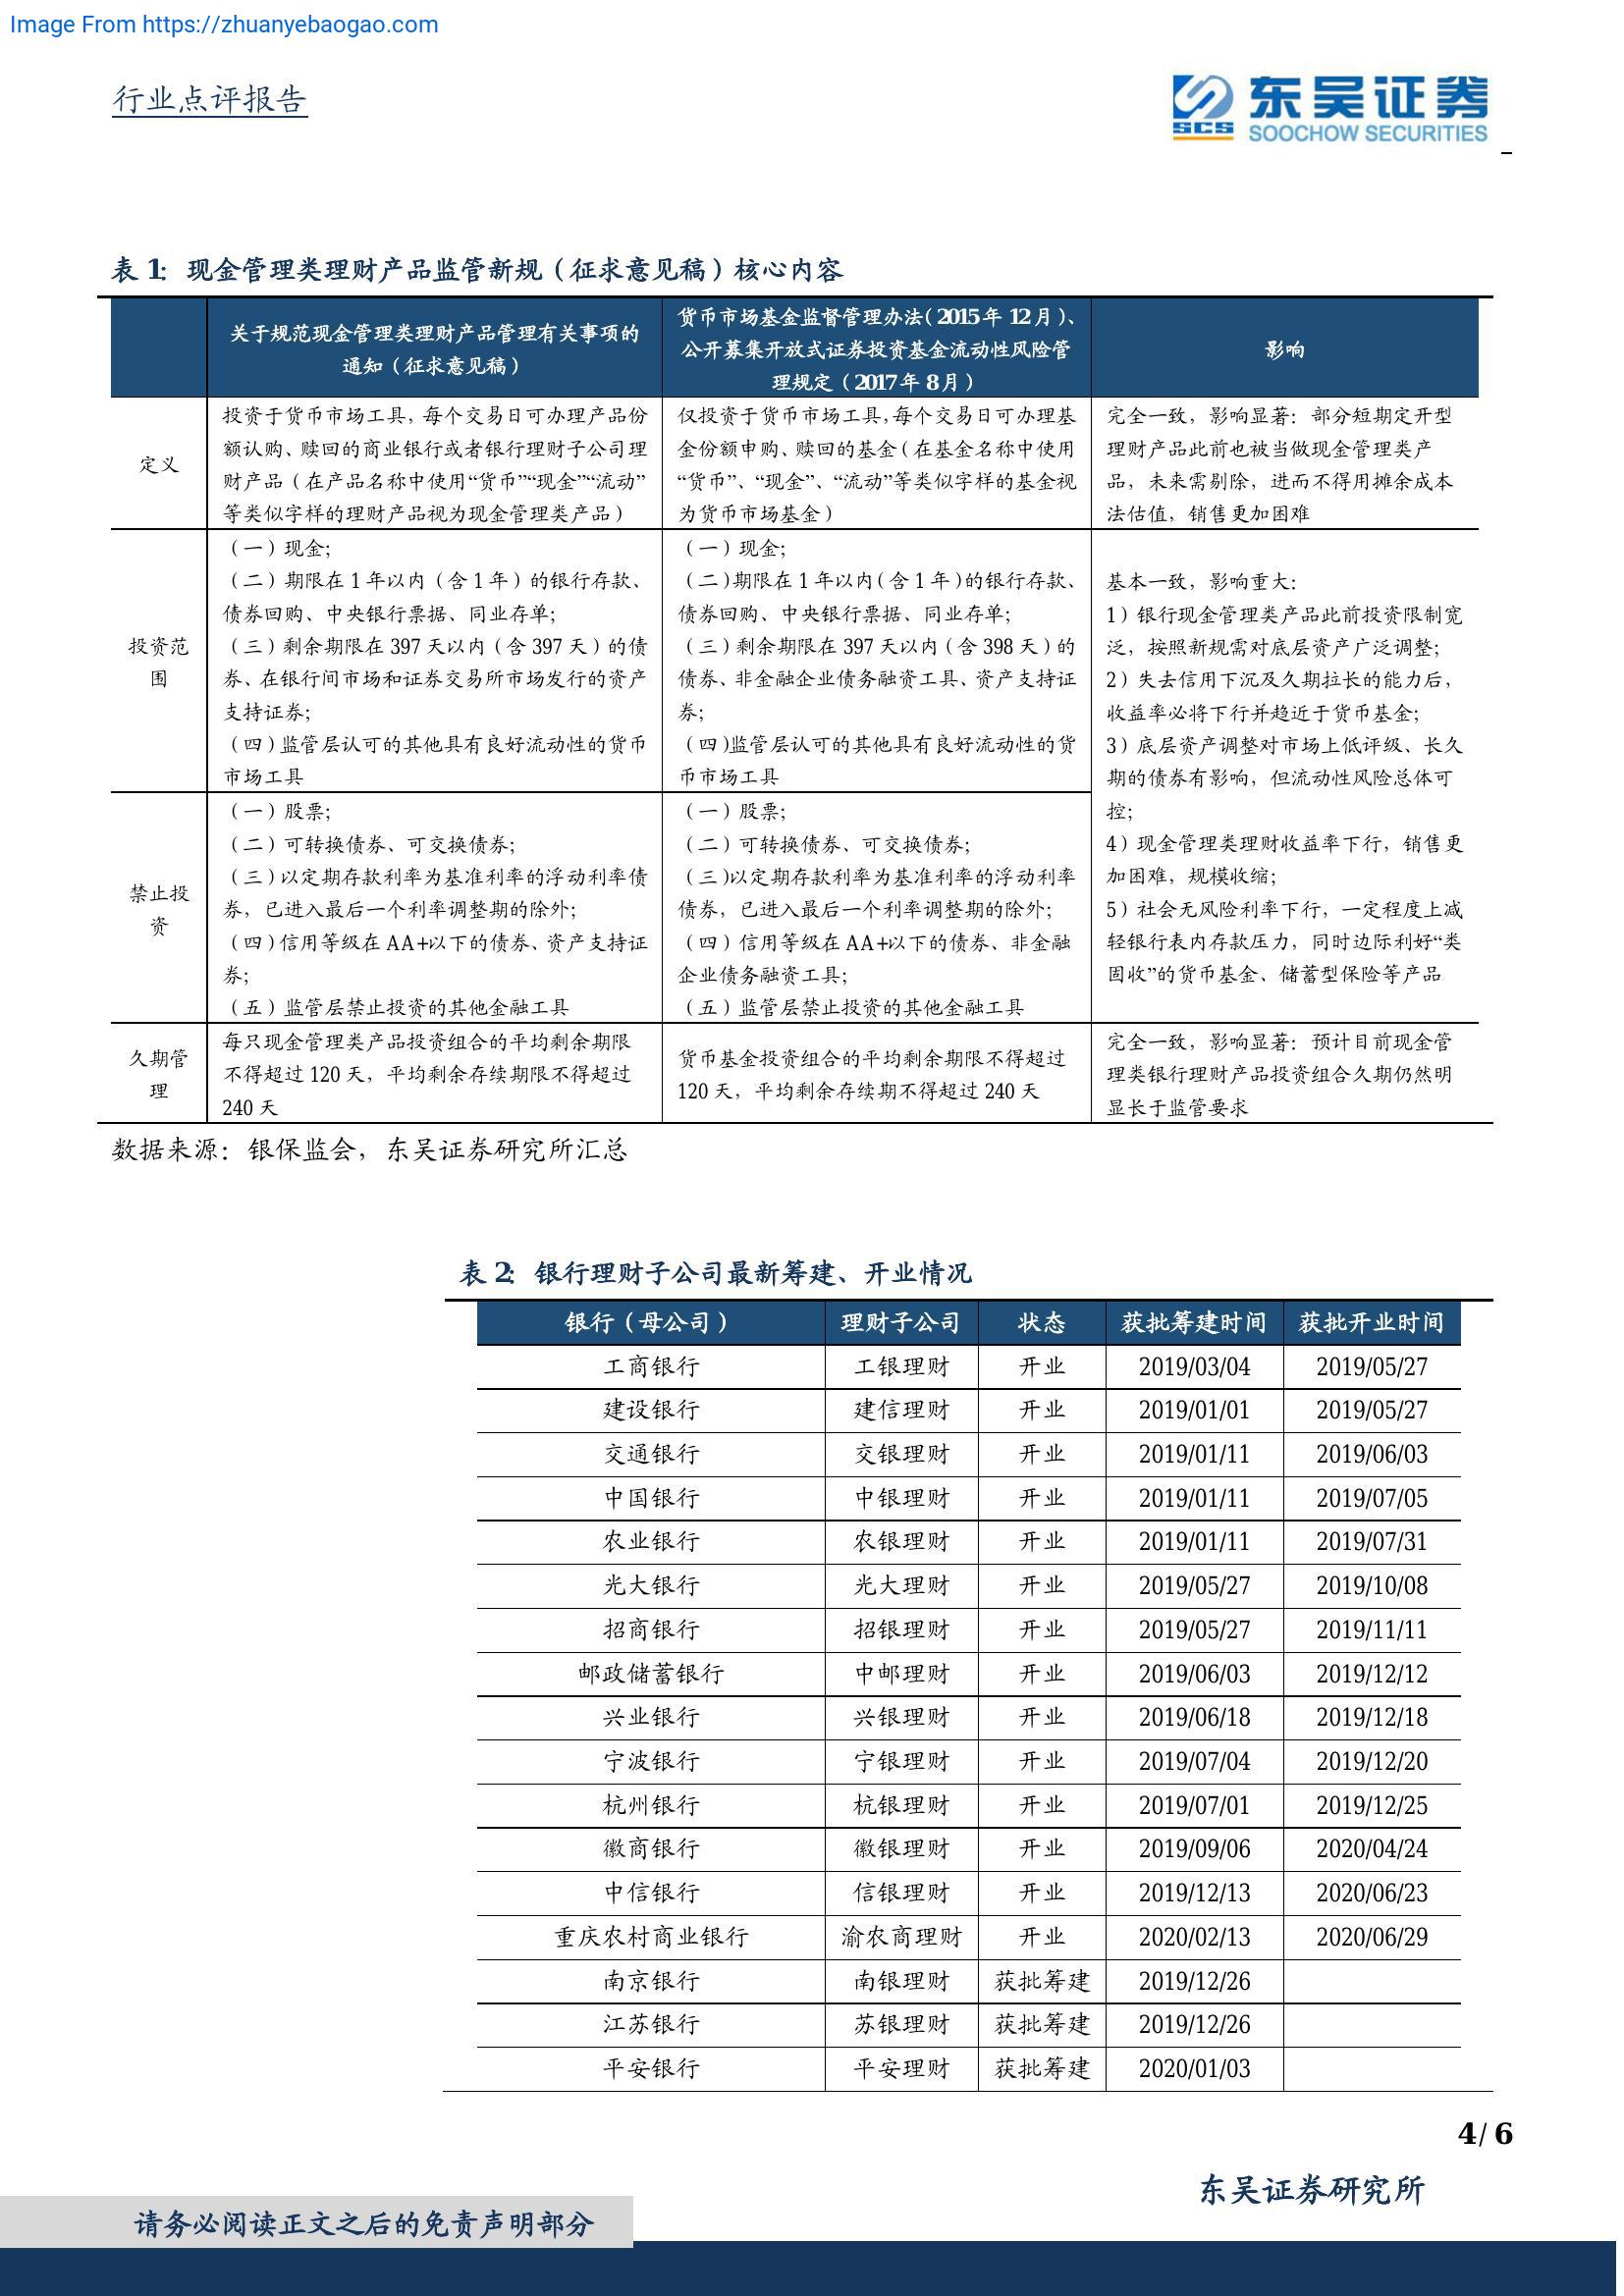 Image From https://zhuanyebaogao.com
行业点评报告
东吴证券
SCS
SOOCHOW SECURITIES
表 1: 现金管理类理财产品监管新规（征求意见稿）核心内容
关于规范现金管理类理财产品管理有关事项的
通知（征求意见稿）
货币市场基金监督管理办法（2015 年 12 月）、
公开募集开放式证券投资基金流动性风险管
理规定（2017 年 8 月）
影响
定义
投资于货币市场工具，每个交易日可办理产品份
额认购、赎回的商业银行或者银行理财子公司理
财产品（在产品名称中使用“货币”“现金”“流动”
等类似字样的理财产品视为现金管理类产品）
仅投资于货币市场工具，每个交易日可办理基
金份额申购、赎回的基金（在基金名称中使用
“货币”、“现金”、“流动”等类似字样的基金视
为货币市场基金）
完全一致，影响显著：部分短期定开型
理财产品此前也被当做现金管理类产
品，未来需剔除，进而不得用摊余成本
法估值，销售更加困难
投资范
围
（一）现金；
（二）期限在 1 年以内（含 1 年）的银行存款、
债券回购、中央银行票据、同业存单；
（三）剩余期限在 397 天以内（含 397 天）的债
券、在银行间市场和证券交易所市场发行的资产
支持证券；
（四）监管层认可的其他具有良好流动性的货币
市场工具
（一）现金；
（二）期限在 1 年以内（含 1 年）的银行存款、
债券回购、中央银行票据、同业存单；
（三）剩余期限在 397 天以内（含 398 天）的
债券、非金融企业债务融资工具、资产支持证
券；
（四）监管层认可的其他具有良好流动性的货
币市场工具
基本一致，影响重大：
1）银行现金管理类产品此前投资限制宽
泛，按照新规需对底层资产广泛调整；
2）失去信用下沉及久期拉长的能力后，
收益率必将下行并趋近于货币基金；
3）底层资产调整对市场上低评级、长久
期的债券有影响，但流动性风险总体可
控；
4）现金管理类理财收益率下行，销售更
加困难，规模收缩；
5）社会无风险利率下行，一定程度上减
轻银行表内存款压力，同时边际利好“类
固收”的货币基金、储蓄型保险等产品
禁止投
资
（一）股票；
（二）可转换债券、可交换债券；
（三）以定期存款利率为基准利率的浮动利率债
券，已进入最后一个利率调整期的除外；
（四）信用等级在 AA+以下的债券、资产支持证
券；
（五）监管层禁止投资的其他金融工具
（一）股票；
（二）可转换债券、可交换债券；
（三）以定期存款利率为基准利率的浮动利率
债券，已进入最后一个利率调整期的除外；
（四）信用等级在 AA+以下的债券、非金融
企业债务融资工具；
（五）监管层禁止投资的其他金融工具
久期管
理
每只现金管理类产品投资组合的平均剩余期限
不得超过 120 天，平均剩余存续期限不得超过
240 天
货币基金投资组合的平均剩余期限不得超过
120 天，平均剩余存续期不得超过 240 天
完全一致，影响显著：预计目前现金管
理类银行理财产品投资组合久期仍然明
显长于监管要求
数据来源：银保监会，东吴证券研究所汇总
表 2: 银行理财子公司最新筹建、开业情况
银行（母公司） 理财子公司 状态 获批筹建时间 获批开业时间
工商银行 工银理财 开业 2019/03/04 2019/05/27
建设银行 建信理财 开业 2019/01/01 2019/05/27
交通银行 交银理财 开业 2019/01/11 2019/06/03
中国银行 中银理财 开业 2019/01/11 2019/07/05
农业银行 农银理财 开业 2019/01/11 2019/07/31
光大银行 光大理财 开业 2019/05/27 2019/10/08
招商银行 招银理财 开业 2019/05/27 2019/11/11
邮政储蓄银行 中邮理财 开业 2019/06/03 2019/12/12
兴业银行 兴银理财 开业 2019/06/18 2019/12/18
宁波银行 宁银理财 开业 2019/07/04 2019/12/20
杭州银行 杭银理财 开业 2019/07/01 2019/12/25
徽商银行 徽银理财 开业 2019/09/06 2020/04/24
中信银行 信银理财 开业 2019/12/13 2020/06/23
重庆农村商业银行 渝农商理财 开业 2020/02/13 2020/06/29
南京银行 南银理财 获批筹建 2019/12/26
江苏银行 苏银理财 获批筹建 2019/12/26
平安银行 平安理财 获批筹建 2020/01/03
4/ 6
东吴证券研究所
请务必阅读正文之后的免责声明部分